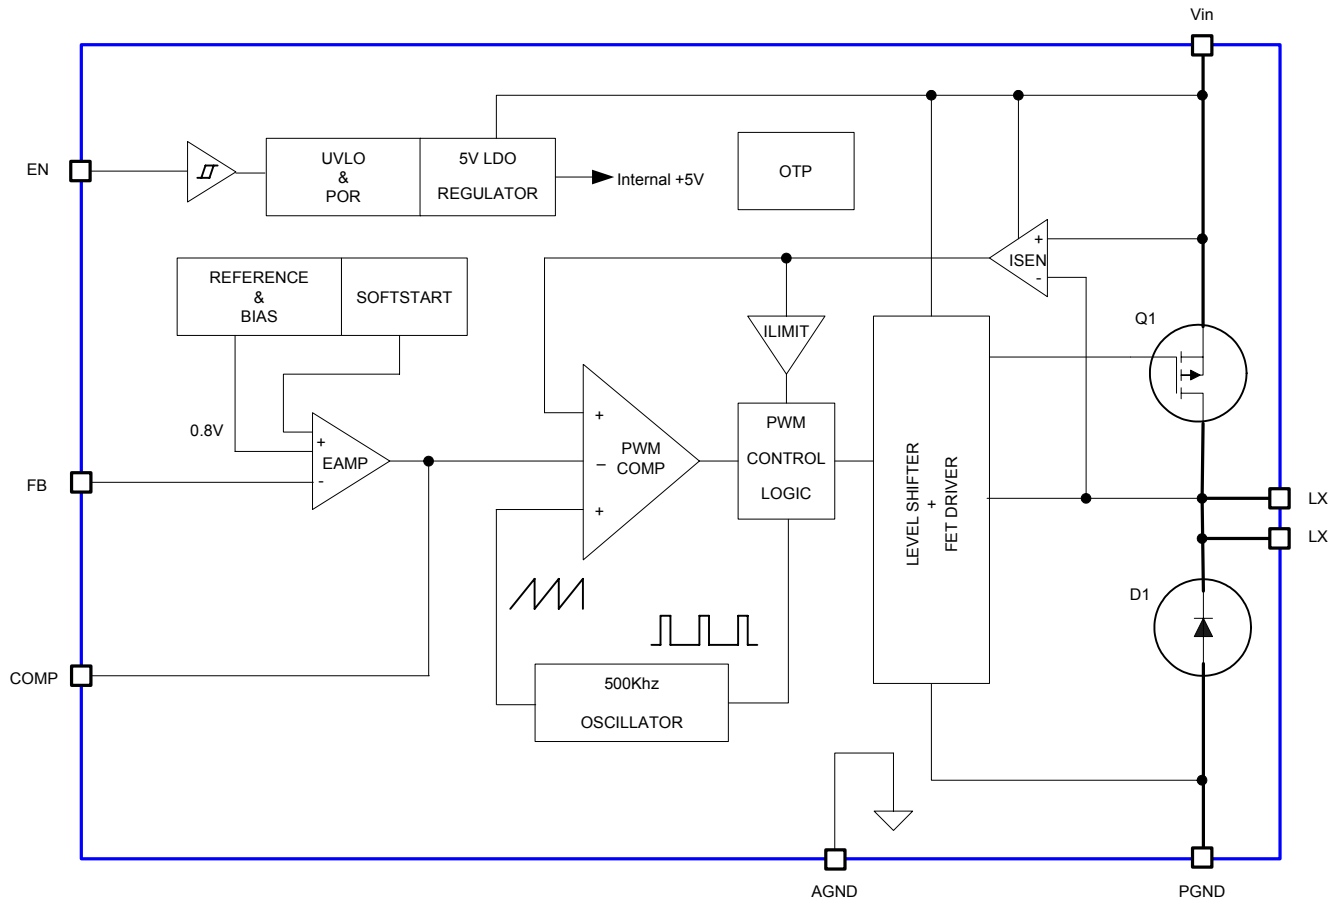 Vin
EN
UVLO
&
POR
5V LDO
REGULATOR
Internal +5V
OTP
+
ISEN
-
REFERENCE
&
BIAS
SOFTSTART
ILIMIT
Q1
0.8V
+
EAMP
-
FB
+
PWM
COMP
–
+
PWM
CONTROL
LOGIC
LEVEL SHIFTER
+
FET DRIVER
LX
LX
D1
COMP
500Khz
OSCILLATOR
AGND
PGND